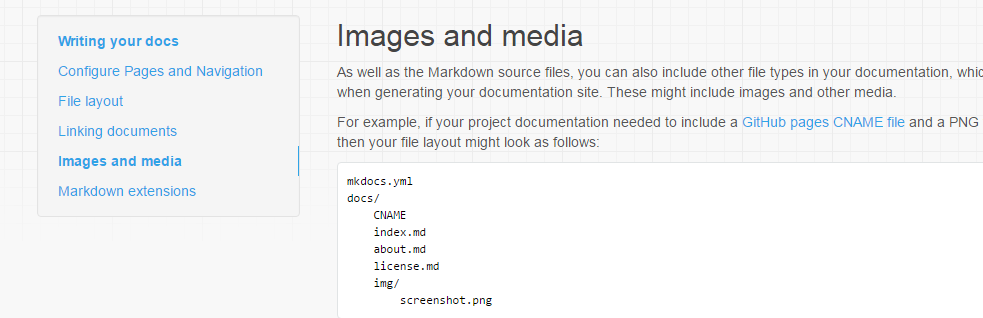 Writing your docs
Configure Pages and Navigation
File layout
Linking documents
Images and media
Markdown extensions
Images and media
As well as the Markdown source files, you can also include other file types in your documentation,
when generating your documentation site. These might include images and other media.
For example, if your project documentation needed to include a GitHub pages CNAME file and a PNG
then your file layout might look as follows:
mkdocs.yml
docs/
CNAME
index.md
about.md
license.md
img/
screenshot.png